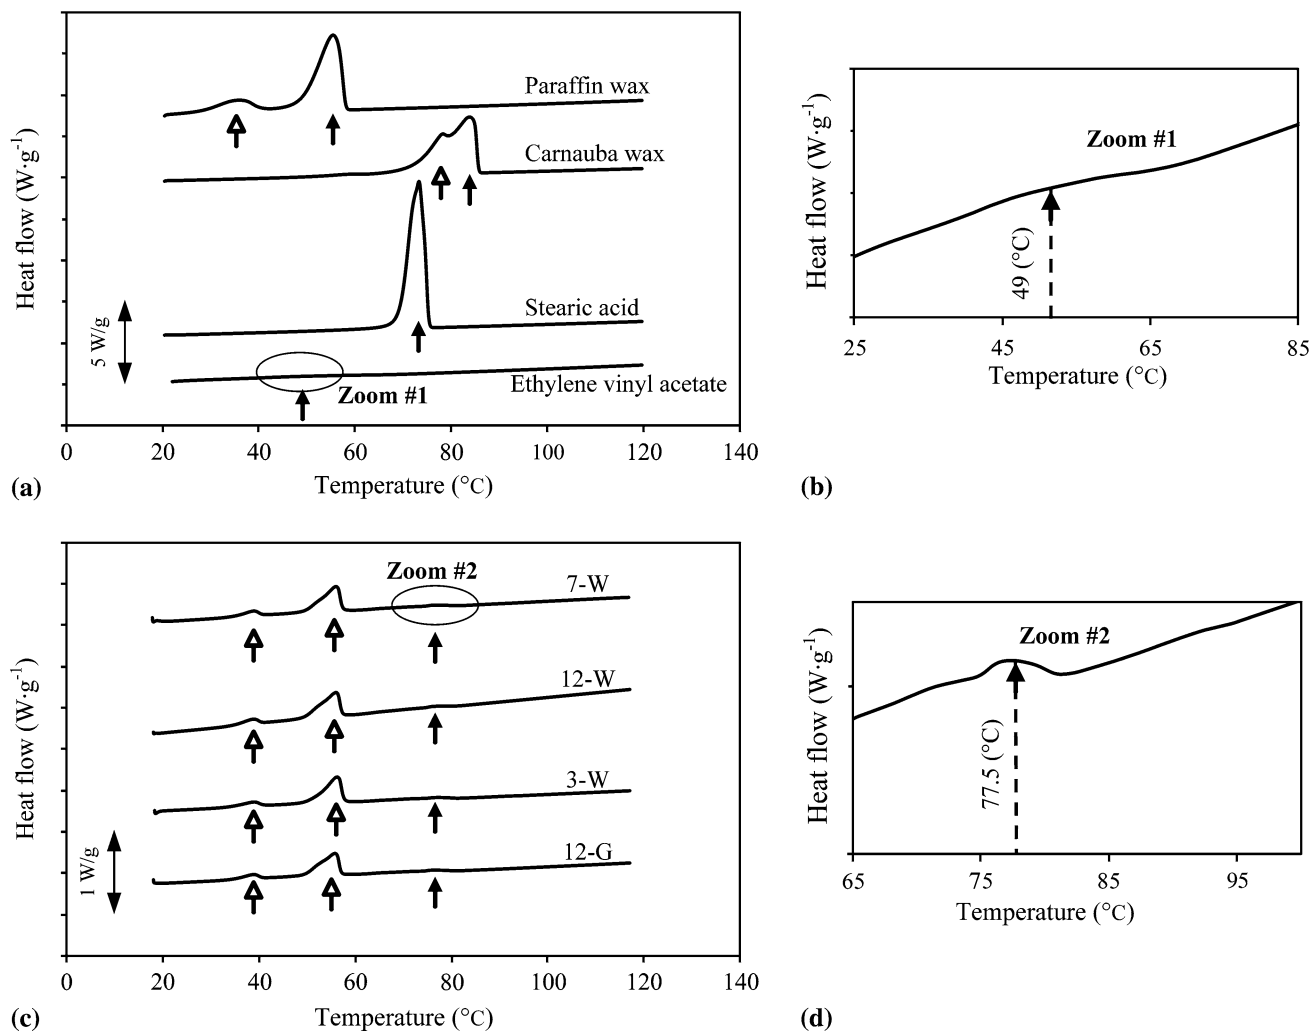 Heat flow (W·g⁻¹)
5 W/g
Paraffin wax
Carnauba wax
Stearic acid
Ethylene vinyl acetate
Zoom #1
0 20 40 60 80 100 120 140
Temperature (°C)
(a)
Heat flow (W·g⁻¹)
Zoom #1
49 (°C)
25 45 65 85
Temperature (°C)
(b)
Heat flow (W·g⁻¹)
1 W/g
Zoom #2
7-W
12-W
3-W
12-G
0 20 40 60 80 100 120 140
Temperature (°C)
(c)
Heat flow (W·g⁻¹)
Zoom #2
77.5 (°C)
65 75 85 95
Temperature (°C)
(d)